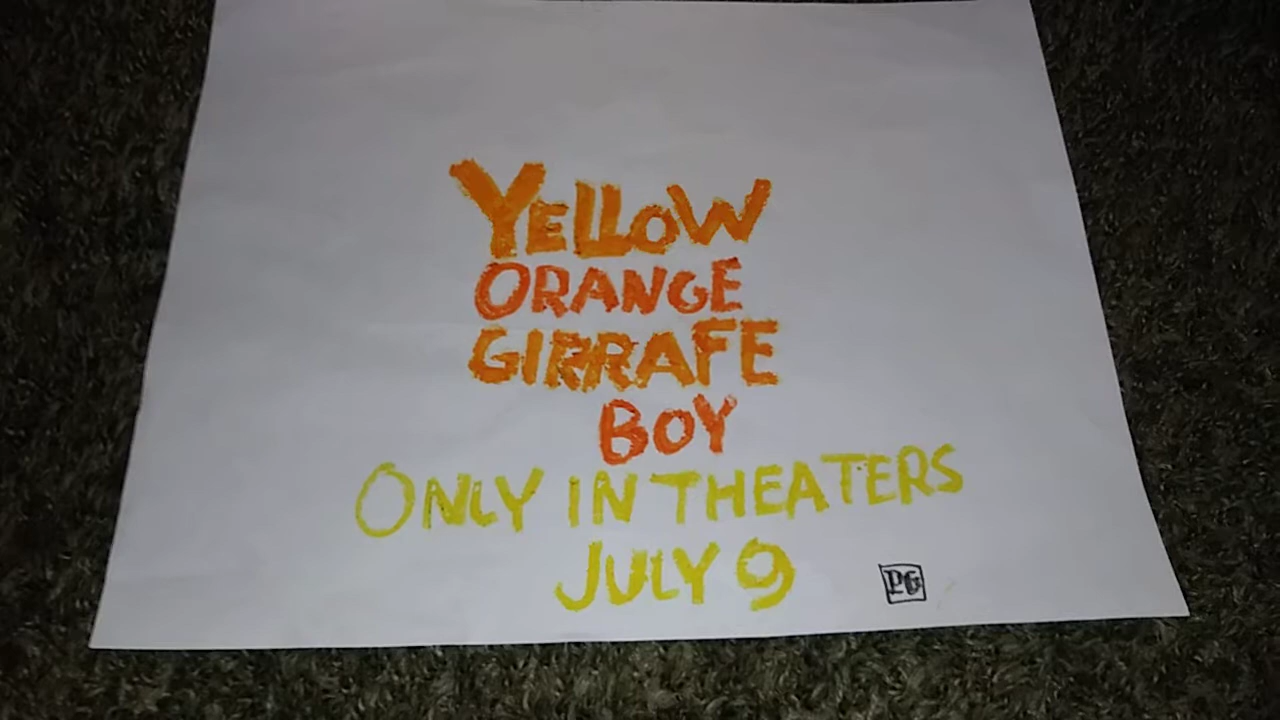 YELLOW
ORANGE
GIRRAFE
BOY
ONLY IN THEATERS
JULY 9
PG